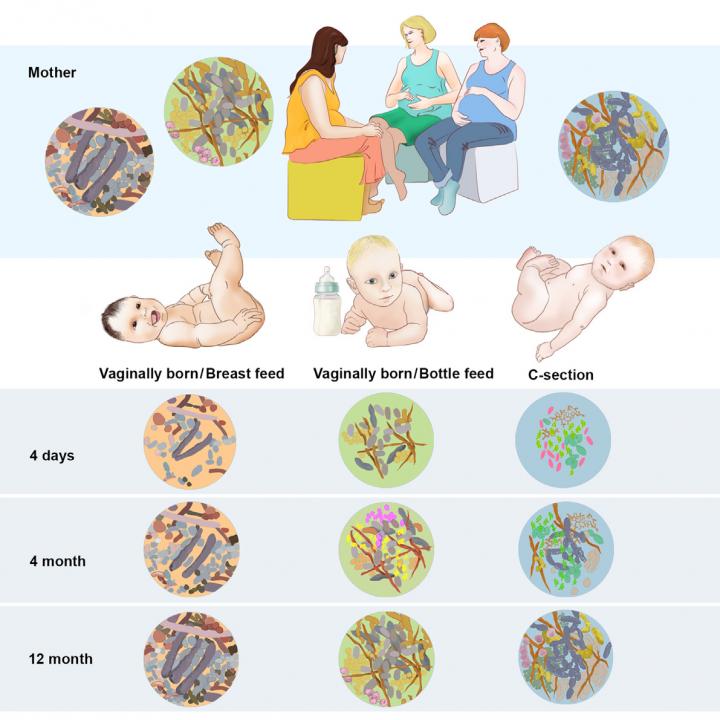 Mother
Vaginally born/Breast feed
Vaginally born/Bottle feed
C-section
4 days
4 month
12 month